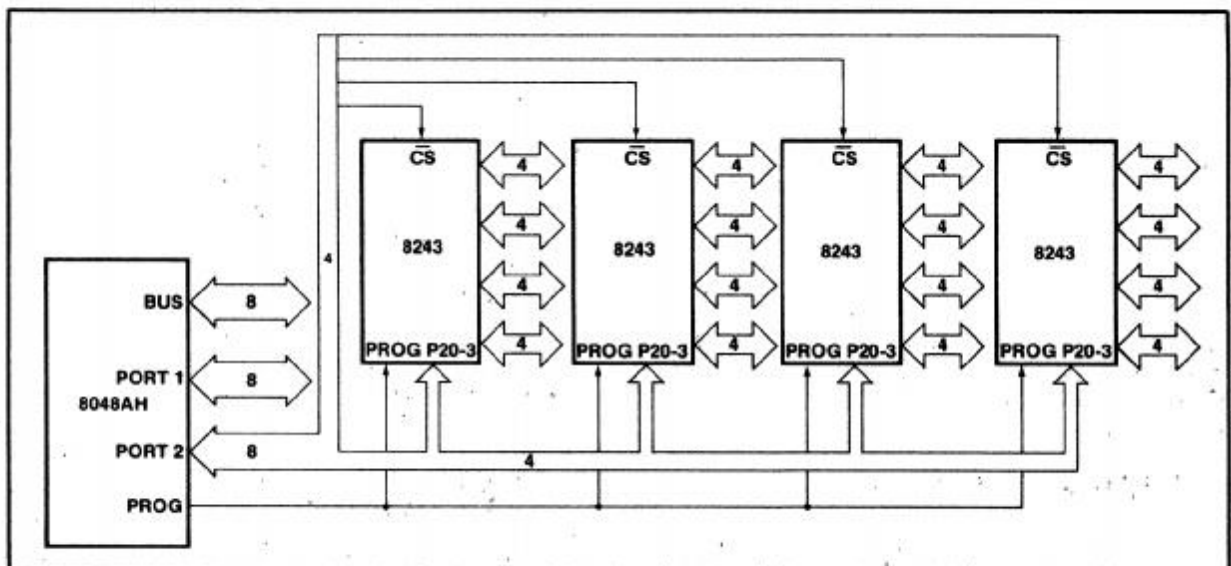 CS CS CS CS
4 4 4 4
4 4 4 4
8243 8243 8243 8243
4
BUS 8
4 4 4 4
4 4 4 4
PROG P20-3 PROG P20-3 PROG P20-3 PROG P20-3
PORT 1 8
8048AH
PORT 2 8 4
PROG